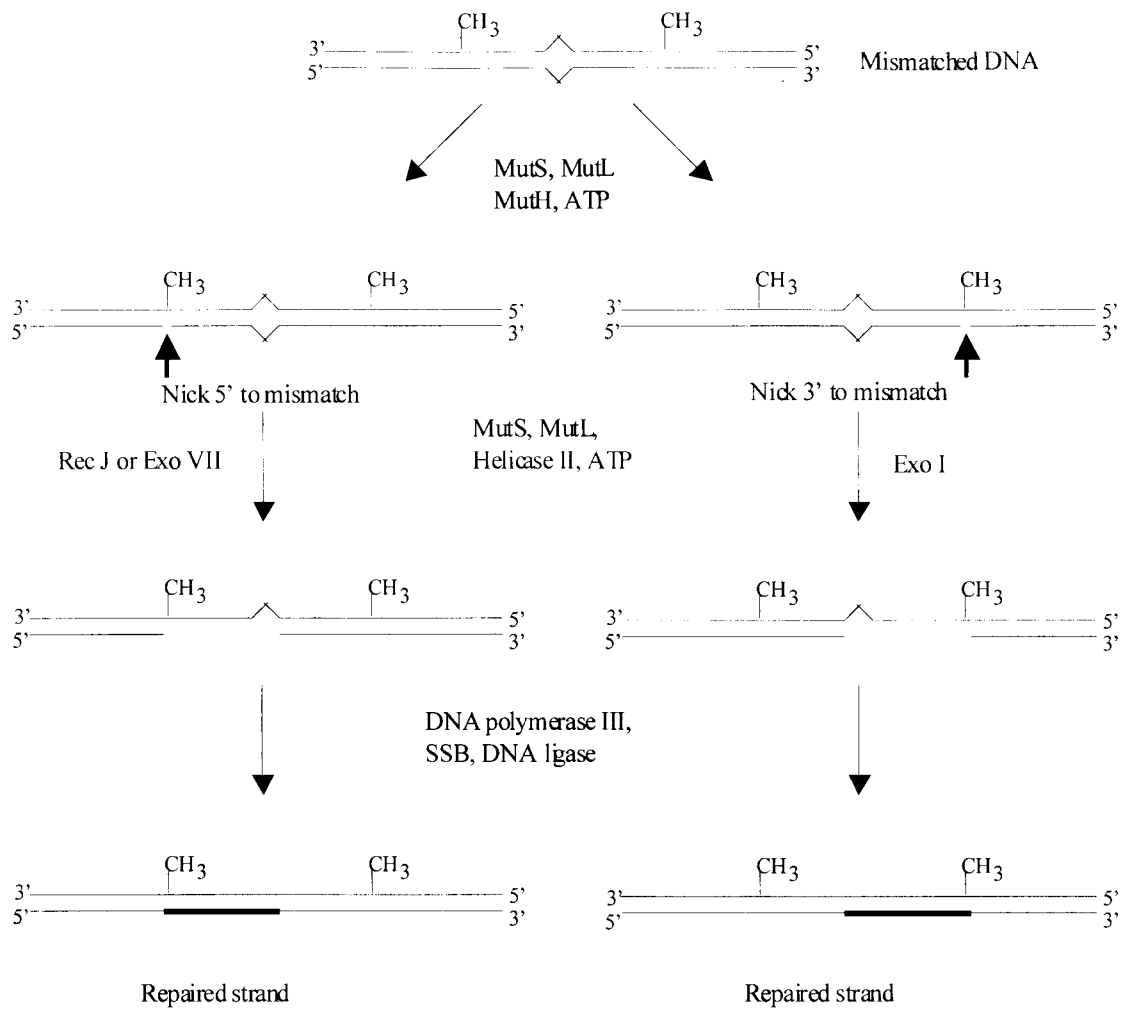 CH3 CH3
3’ 5’
5’ 3’
Mismatched DNA
MutS, MutL
MutH, ATP
CH3 CH3
3’ 5’
5’ 3’
Nick 5’ to mismatch
CH3 CH3
3’ 5’
5’ 3’
Nick 3’ to mismatch
Rec J or Exo VII
MutS, MutL,
Helicase II, ATP
Exo I
CH3 CH3
3’ 5’
5’ 3’
CH3 CH3
3’ 5’
5’ 3’
DNA polymerase III,
SSB, DNA ligase
CH3 CH3
3’ 5’
5’ 3’
Repaired strand
CH3 CH3
3’ 5’
5’ 3’
Repaired strand